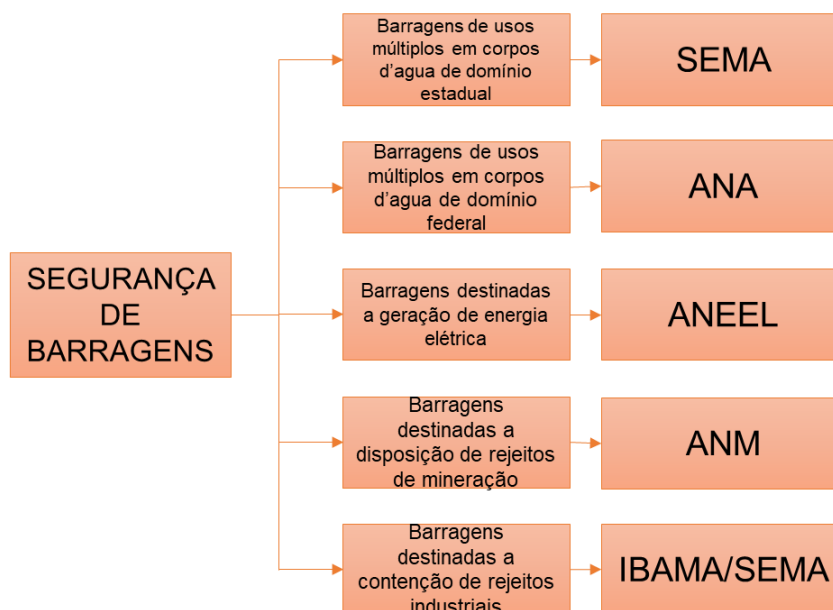 Barragens de usos
múltiplos em corpos
d’agua de domínio
estadual
SEMA
Barragens de usos
múltiplos em corpos
d’agua de domínio
federal
ANA
SEGURANÇA
DE
BARRAGENS
Barragens destinadas
a geração de energia
elétrica
ANEEL
Barragens
destinadas a
disposição de rejeitos
de mineração
ANM
Barragens
destinadas a
contenção de rejeitos
industriais
IBAMA/SEMA